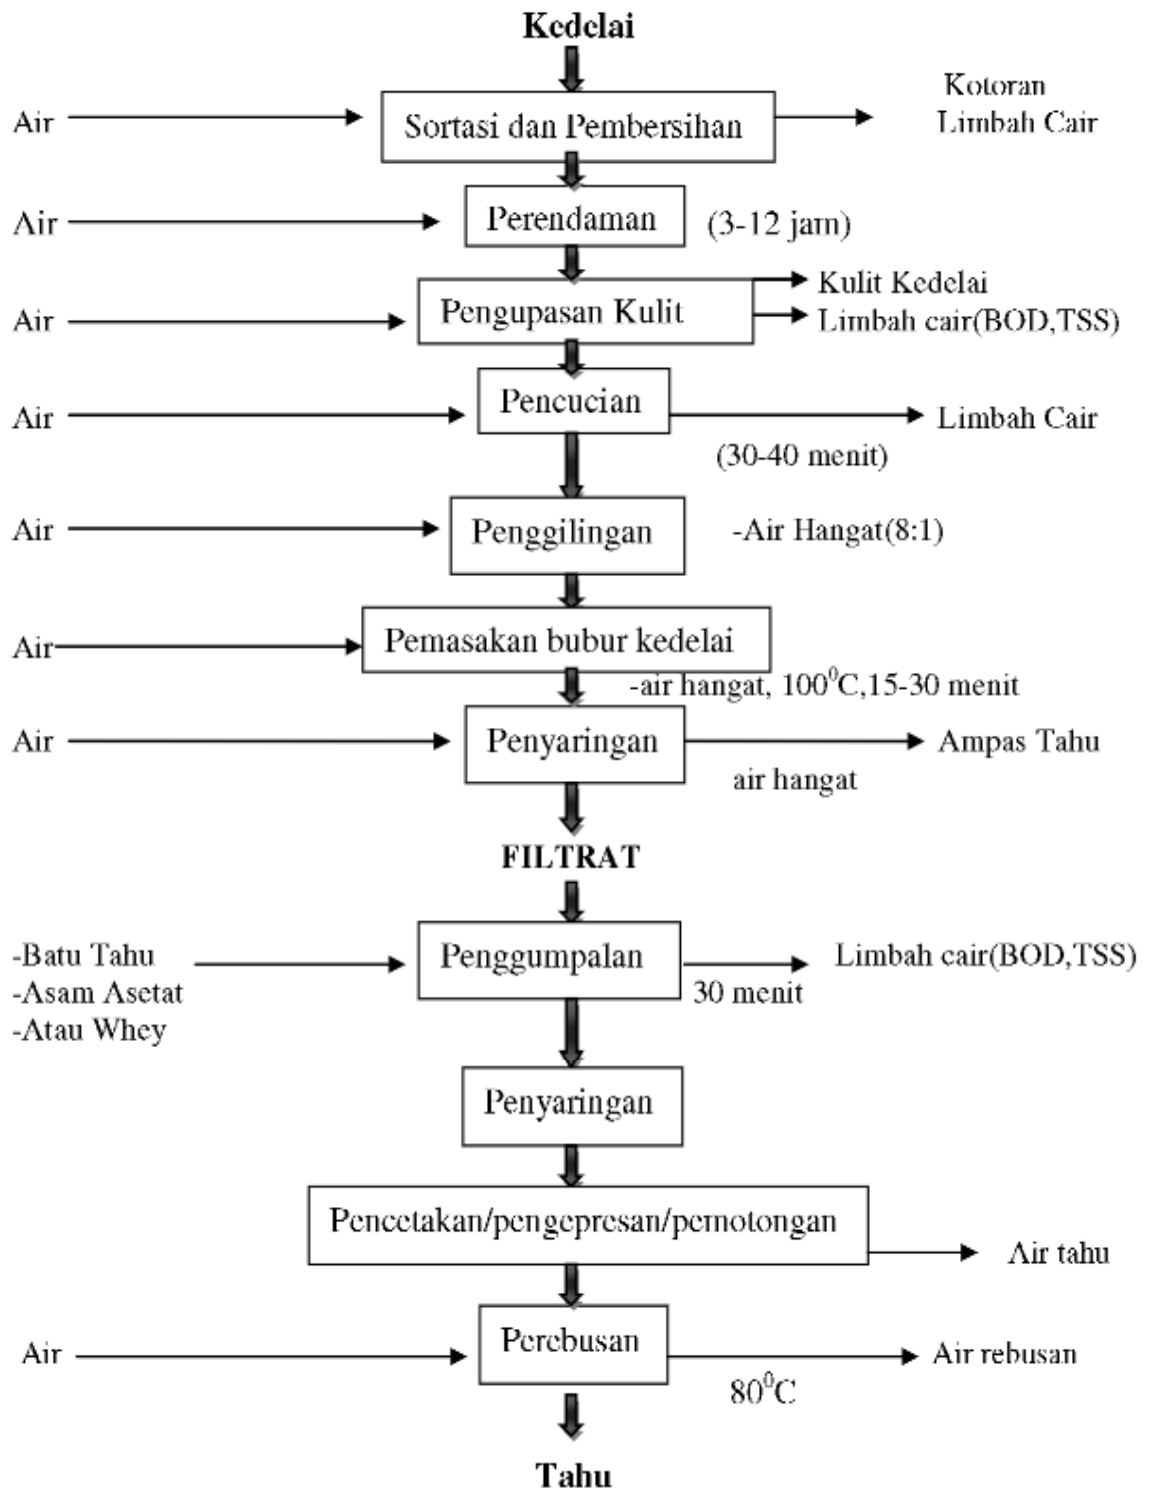 Kedelai
Kotoran
Air
Sortasi dan Pembersihan
Limbah Cair
Air
Perendaman
(3-12 jam)
Kulit Kedelai
Air
Pengupasan Kulit
Limbah cair(BOD,TSS)
Air
Pencucian
Limbah Cair
(30-40 menit)
Air
Penggilingan
-Air Hangat(8:1)
Air
Pemasakan bubur kedelai
-air hangat, 100⁰C,15-30 menit
Air
Penyaringan
Ampas Tahu
air hangat
FILTRAT
-Batu Tahu
-Asam Asetat
-Atau Whey
Penggumpalan
Limbah cair(BOD,TSS)
30 menit
Penyaringan
Pencetakan/pengepresan/pemotongan
Air tahu
Air
Perebusan
Air rebusan
80⁰C
Tahu